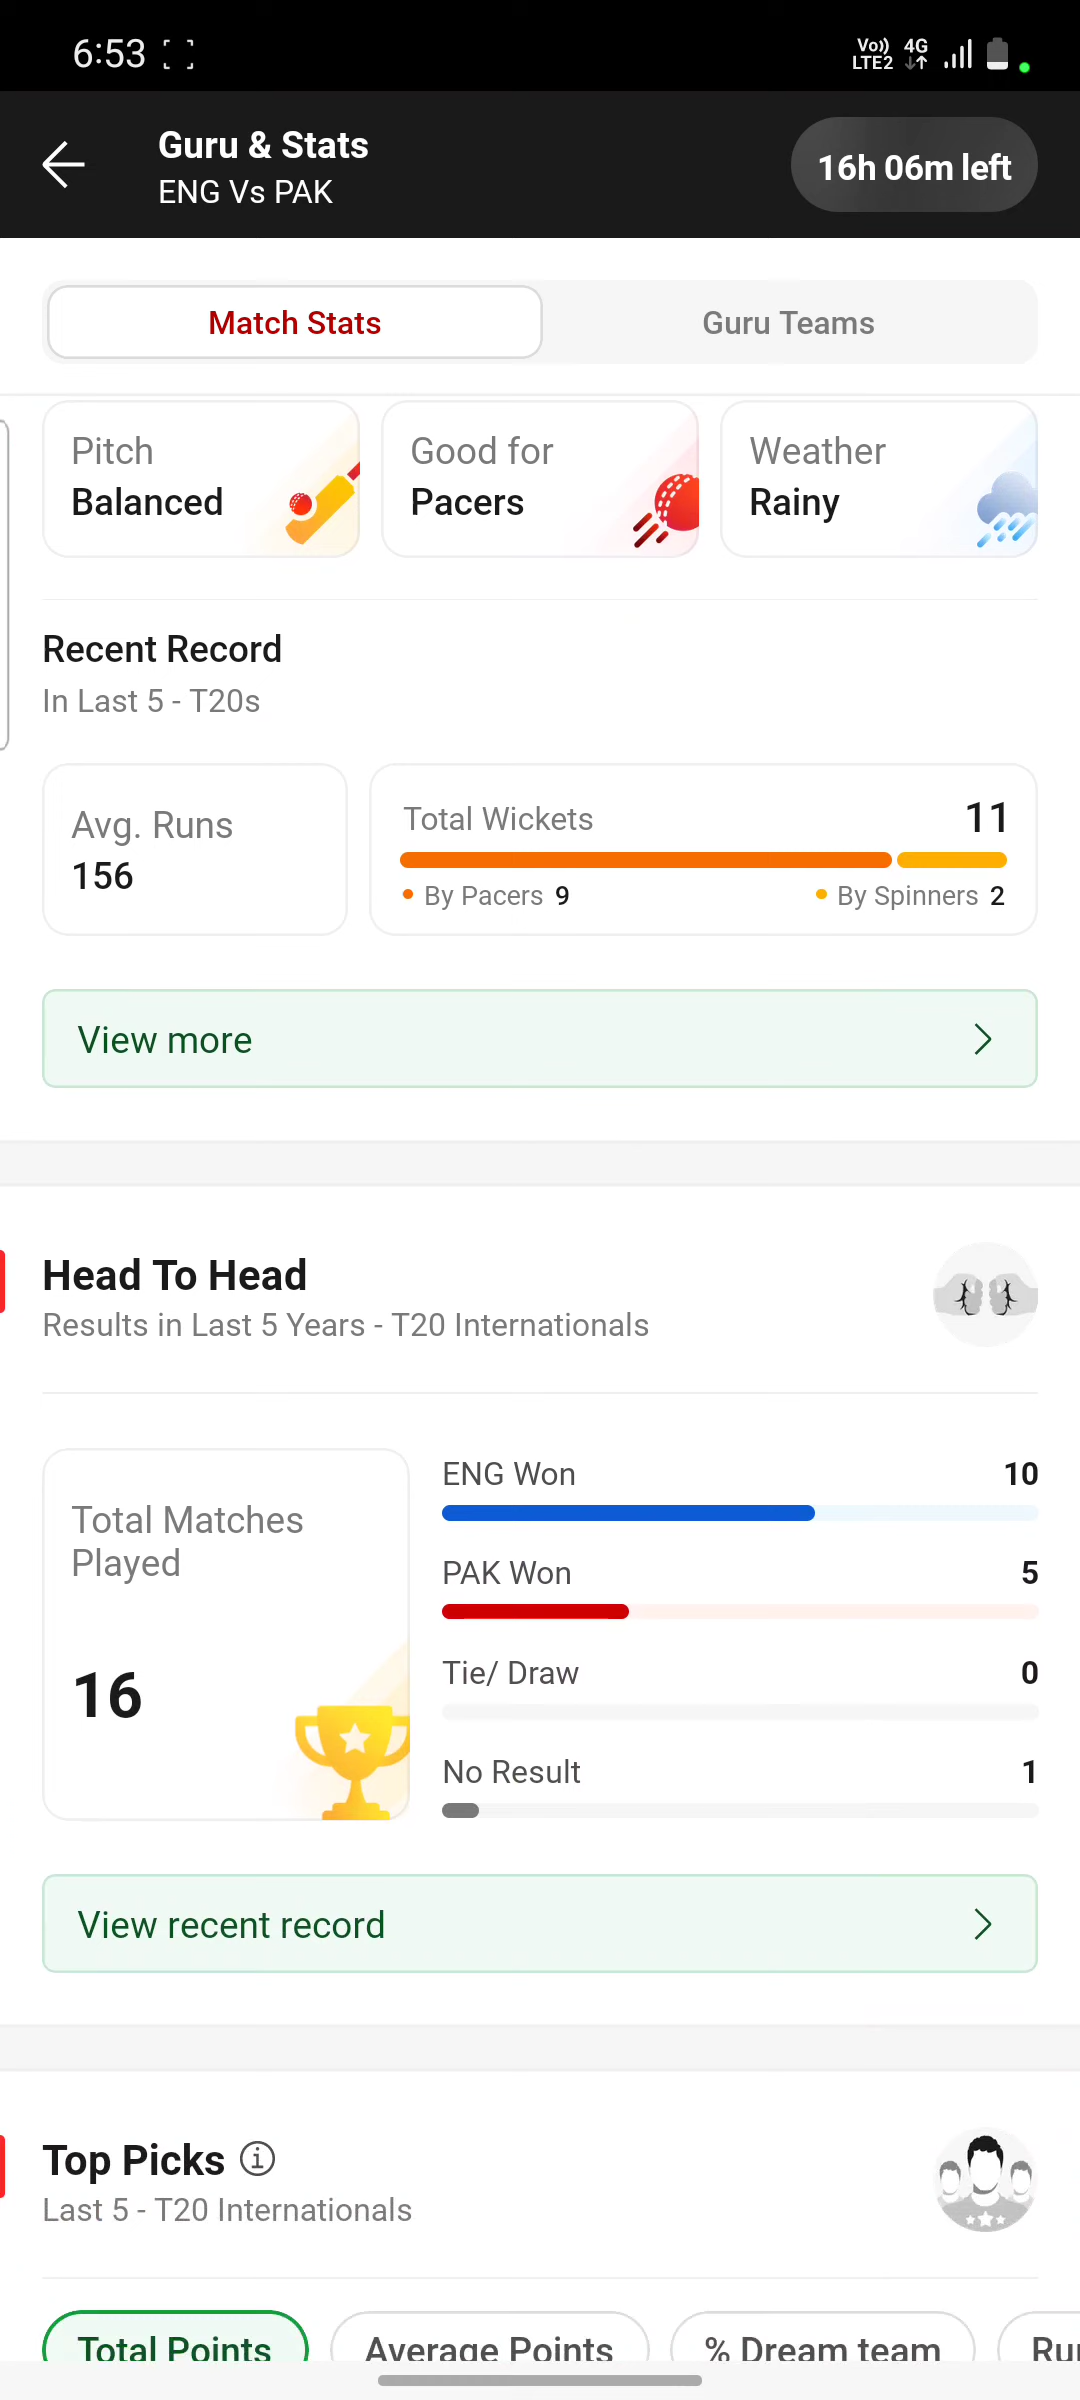 6:53
Vo)) LTE2 4G
Guru & Stats
ENG Vs PAK
16h 06m left
Match Stats
Guru Teams
Pitch
Balanced
Good for
Pacers
Weather
Rainy
Recent Record
In Last 5 - T20s
Avg. Runs
156
Total Wickets 11
By Pacers 9
By Spinners 2
View more
Head To Head
Results in Last 5 Years - T20 Internationals
Total Matches
Played
16
ENG Won 10
PAK Won 5
Tie/ Draw 0
No Result 1
View recent record
Top Picks
Last 5 - T20 Internationals
Total Points
Average Points
% Dream team